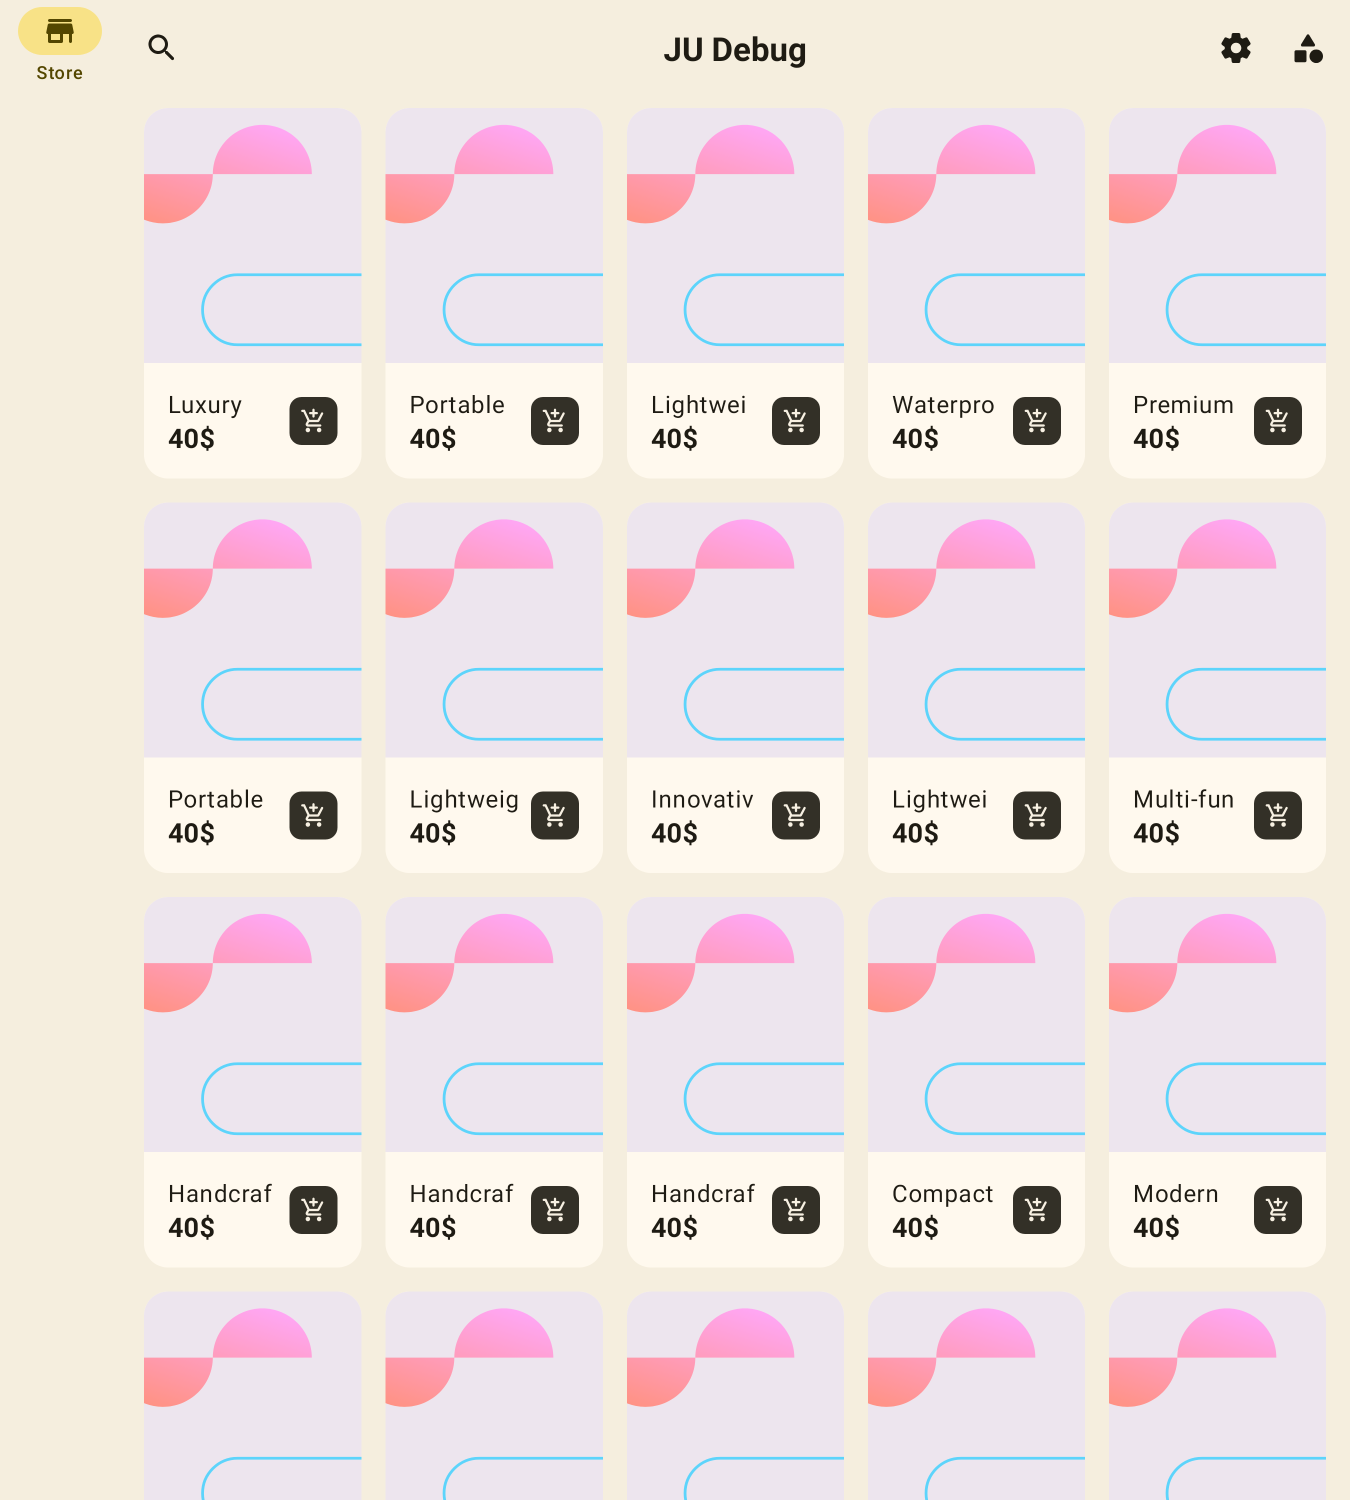 Store
JU Debug
Luxury
40$
Portable
40$
Lightwei
40$
Waterpro
40$
Premium
40$
Portable
40$
Lightweig
40$
Innovativ
40$
Lightwei
40$
Multi-fun
40$
Handcraf
40$
Handcraf
40$
Handcraf
40$
Compact
40$
Modern
40$